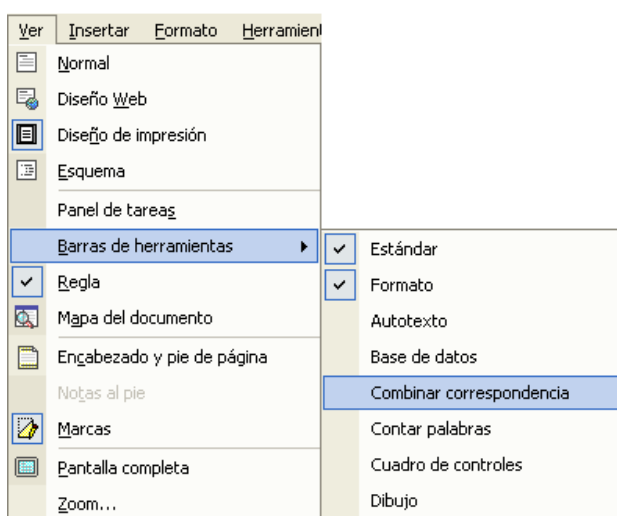 Ver Insertar Formato Herramien
Normal
Diseño Web
Diseño de impresión
Esquema
Panel de tareas
Barras de herramientas
Regla
Mapa del documento
Encabezado y pie de página
Notas al pie
Marcas
Pantalla completa
Zoom...
Estándar
Formato
Autotexto
Base de datos
Combinar correspondencia
Contar palabras
Cuadro de controles
Dibujo